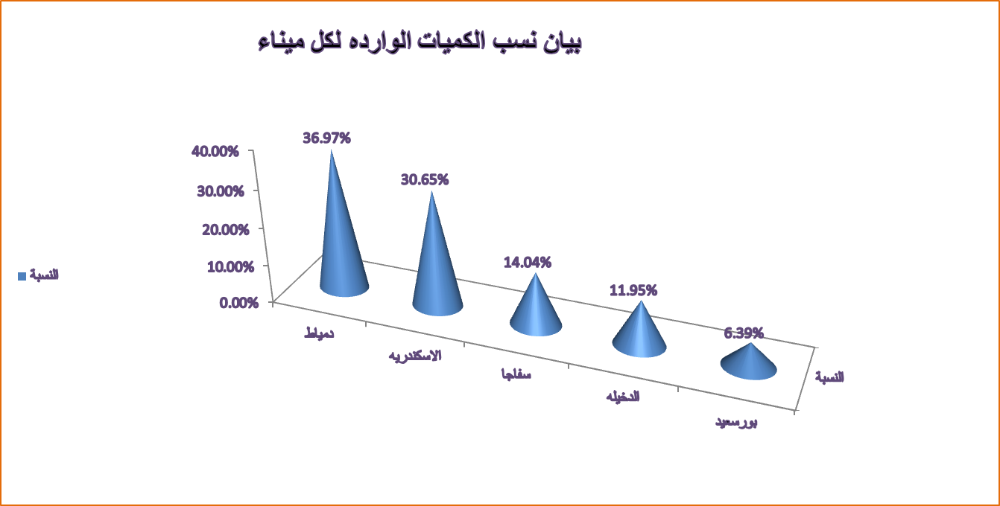 بيان نسب الكميات الوارده لكل ميناء
36.97%
30.65%
14.04%
11.95%
6.39%
40.00%
30.00%
20.00%
10.00%
0.00%
دمياط
الاسكندريه
سفاجا
الدخيله
بورسعيد
النسبة
النسبة